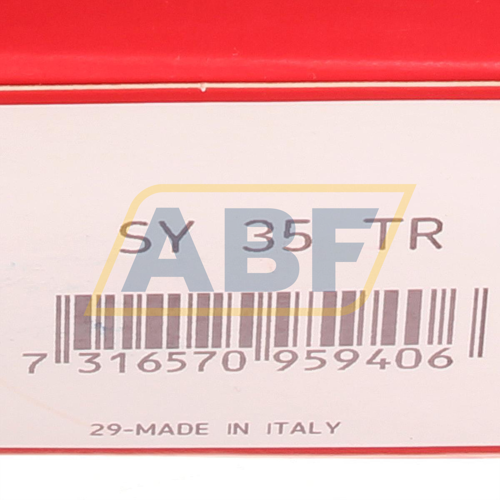 SY 35 TR
ABF
7 316570 959406
29-MADE IN ITALY